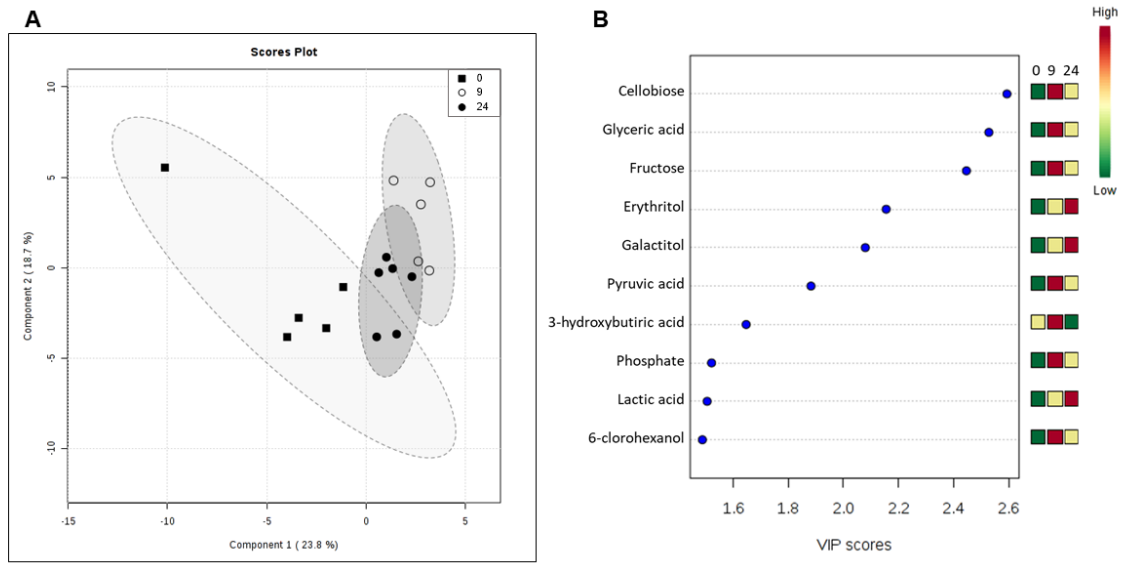 A
Scores Plot
0
9
24
10
5
0
-5
-10
Component 2 ( 18.7 %)
-15
-10
-5
0
5
Component 1 ( 23.8 %)
B
High
Low
0 9 24
Cellobiose
Glyceric acid
Fructose
Erythritol
Galactitol
Pyruvic acid
3-hydroxybutiric acid
Phosphate
Lactic acid
6-clorohexanol
1.6 1.8 2.0 2.2 2.4 2.6
VIP scores